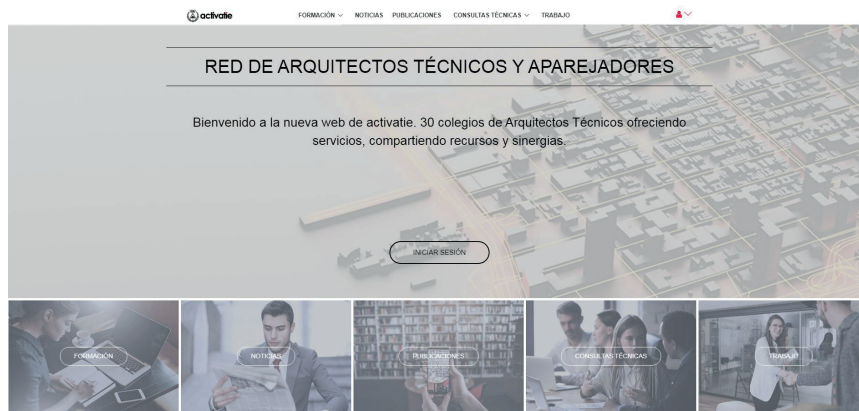 activatie
FORMACIÓN
NOTICIAS
PUBLICACIONES
CONSULTAS TÉCNICAS
TRABAJO
RED DE ARQUITECTOS TÉCNICOS Y APAREJADORES
Bienvenido a la nueva web de activatie. 30 colegios de Arquitectos Técnicos ofreciendo
servicios, compartiendo recursos y sinergias.
INICIAR SESIÓN
FORMACIÓN
NOTICIAS
PUBLICACIONES
CONSULTAS TÉCNICAS
TRABAJO